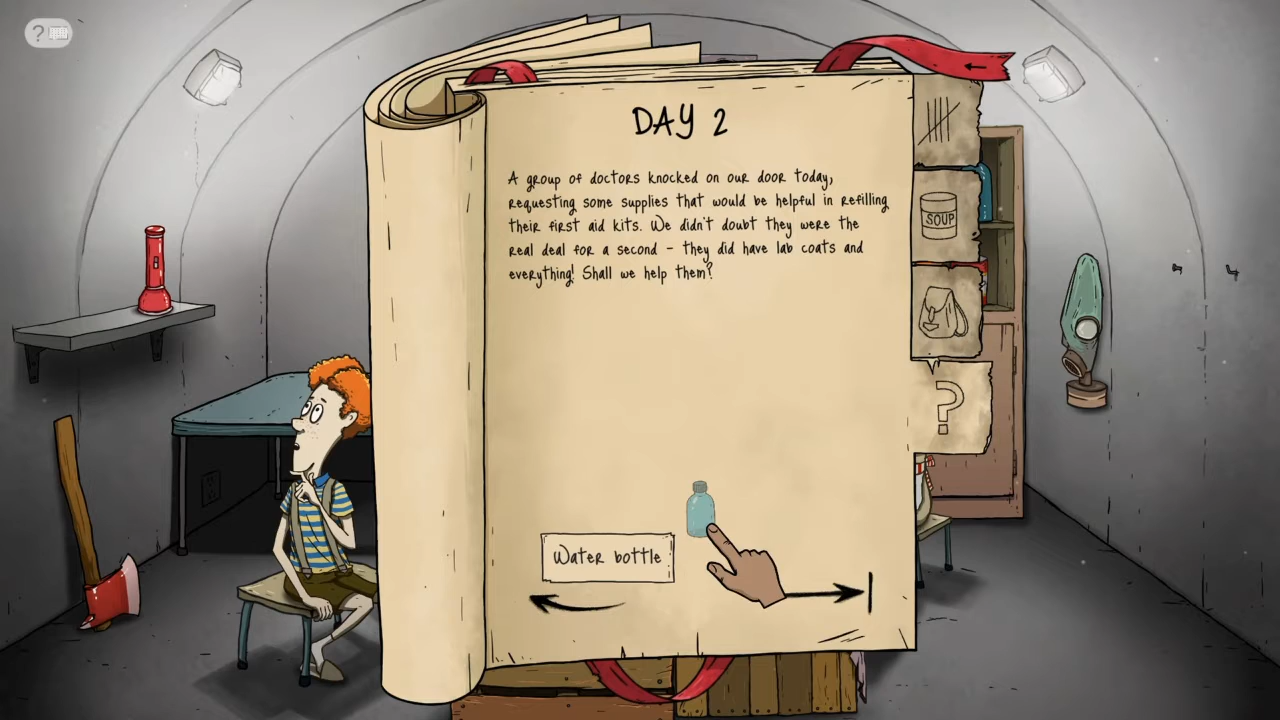 DAY 2
A group of doctors knocked on our door today,
requesting some supplies that would be helpful in refilling
their first aid kits. We didn't doubt they were the
real deal for a second - they did have lab coats and
everything! Shall we help them?
SOUP
?
Water bottle
?